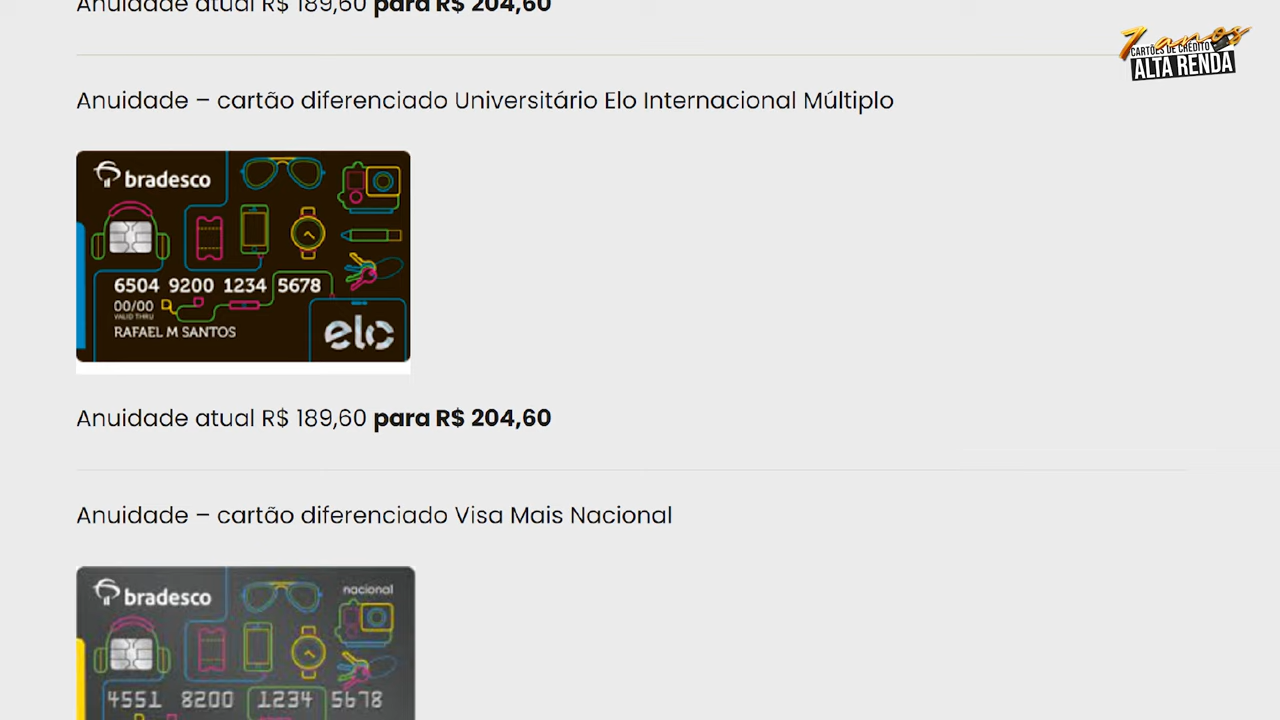 Anuidade atual R$ 189,60 para R$ 204,60
7 anos
CARTÕES DE CRÉDITO
ALTA RENDA
Anuidade – cartão diferenciado Universitário Elo Internacional Múltiplo
bradesco
6504 9200 1234 5678
00/00
VALID THRU
RAFAEL M SANTOS
elo
Anuidade atual R$ 189,60 para R$ 204,60
Anuidade – cartão diferenciado Visa Mais Nacional
bradesco
nacional
4551 8200 1234 5678